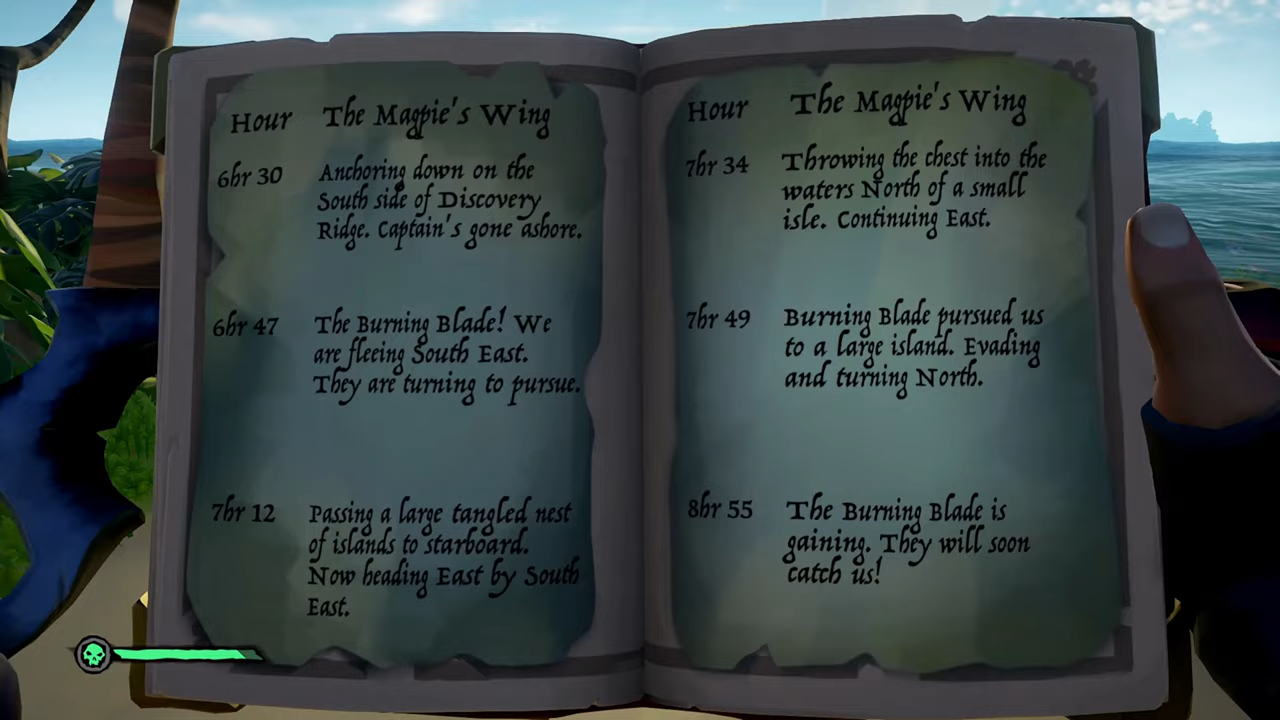 Hour The Magpie's Wing
6hr 30 Anchoring down on the
South side of Discovery
Ridge. Captain's gone ashore.
6hr 47 The Burning Blade! We
are fleeing South East.
They are turning to pursue.
7hr 12 Passing a large tangled nest
of islands to starboard.
Now heading East by South
East.
Hour The Magpie's Wing
7hr 34 Throwing the chest into the
waters North of a small
isle. Continuing East.
7hr 49 Burning Blade pursued us
to a large island. Evading
and turning North.
8hr 55 The Burning Blade is
gaining. They will soon
catch us!